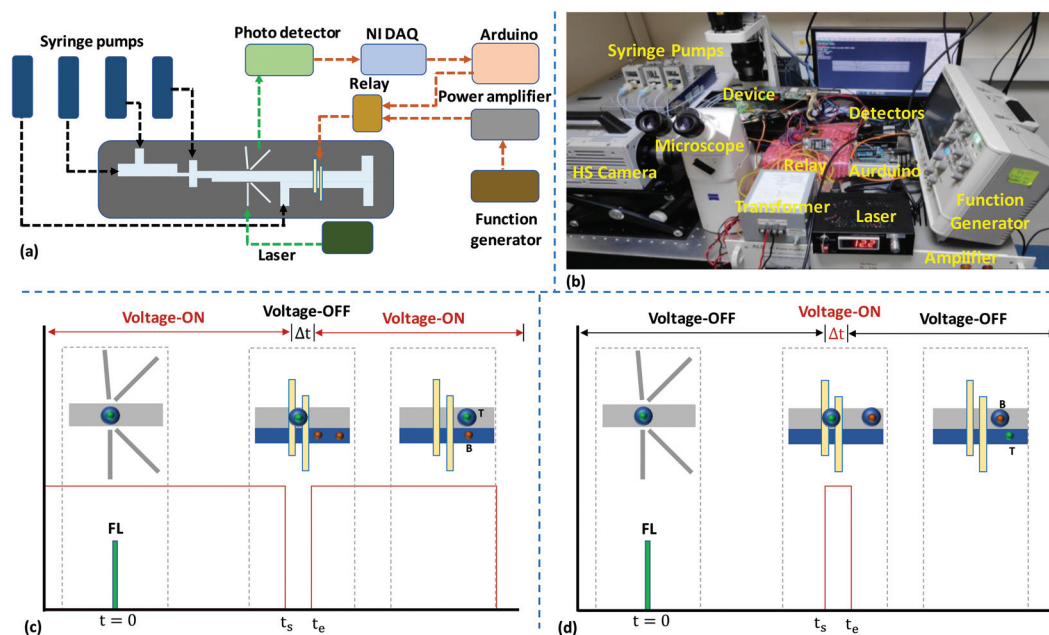 (a)
Syringe pumps
Photo detector
NI DAQ
Arduino
Relay
Power amplifier
Function
generator
Laser
(b)
Syringe Pumps
Device
Detectors
Microscope
HS Camera
Relay
Aurduino
Transformer
Laser
Function
Generator
Amplifier
12.2
Voltage-OFF
Voltage-ON
Δt
Voltage-ON
T
B
FL
t = 0
ts
te
(c)
Voltage-ON
Voltage-OFF
Δt
Voltage-OFF
B
T
FL
t = 0
ts
te
(d)